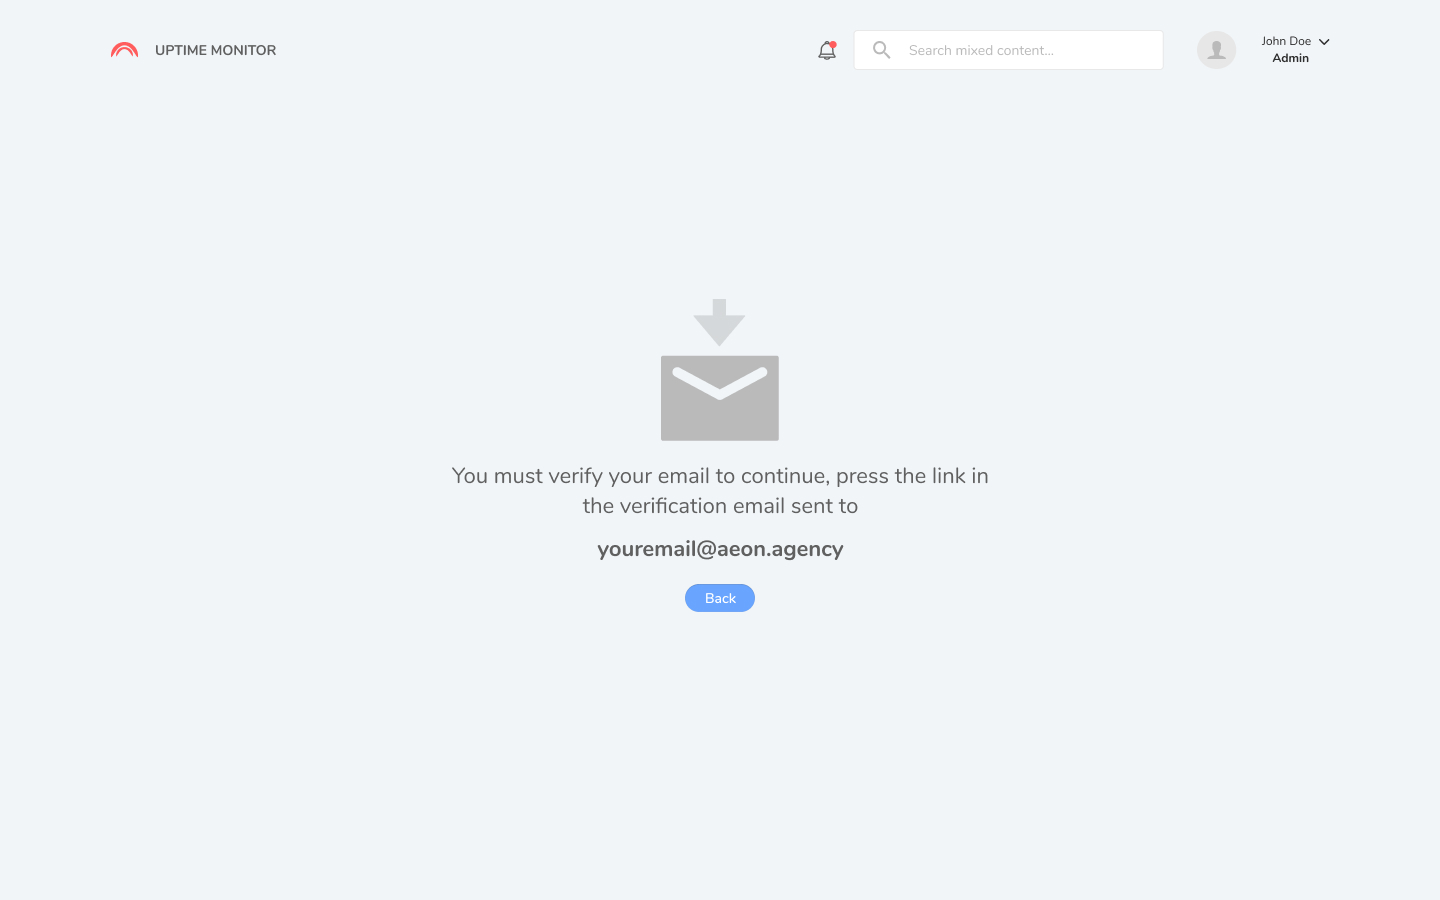 UPTIME MONITOR
Search mixed content...
John Doe
Admin
You must verify your email to continue, press the link in
the verification email sent to
youremail@aeon.agency
Back